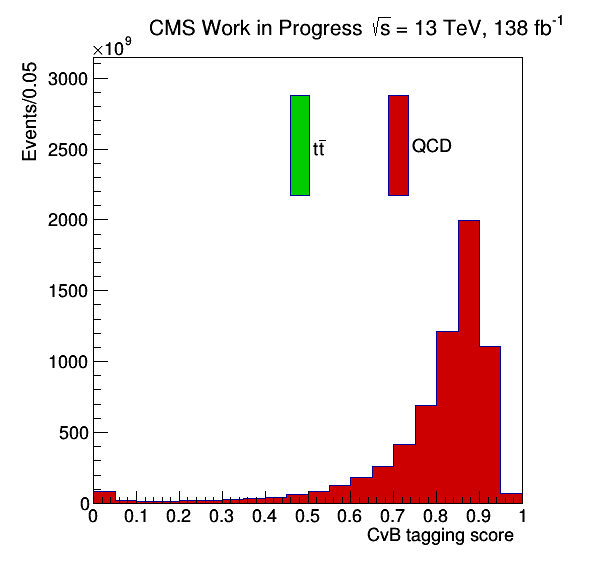 CMS Work in Progress √s = 13 TeV, 138 fb⁻¹
×10⁹
Events/0.05
3000
2500
2000
1500
1000
500
0
tt̄
QCD
0 0.1 0.2 0.3 0.4 0.5 0.6 0.7 0.8 0.9 1
CvB tagging score